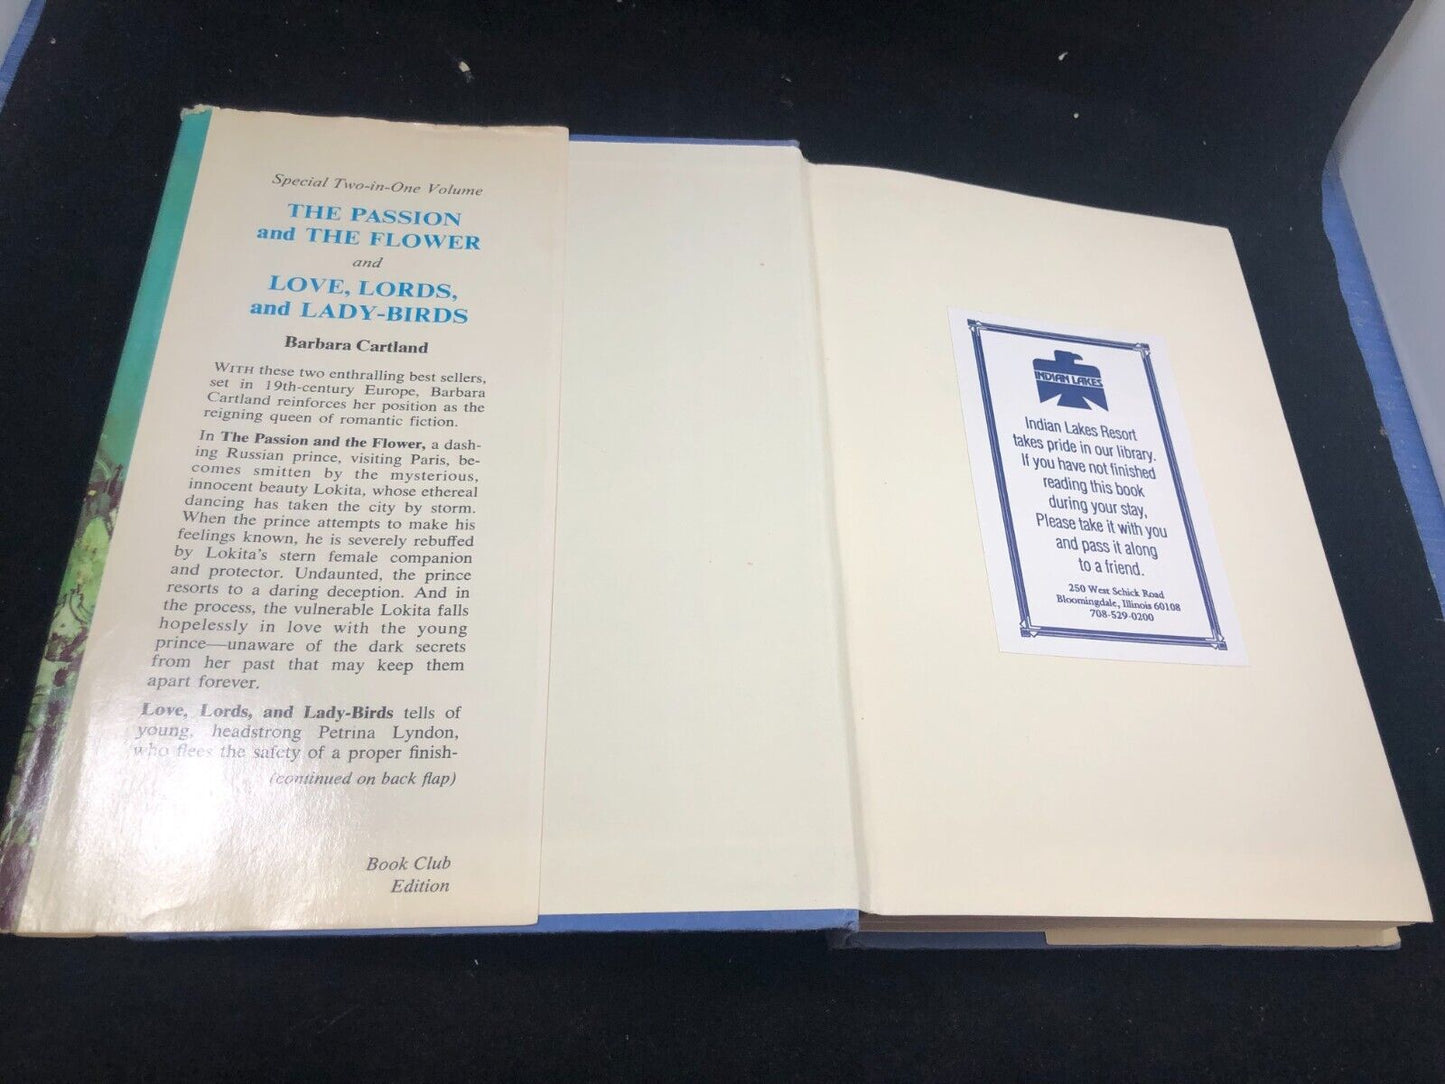 Special Two-in-One Volume
THE PASSION
and THE FLOWER
and
LOVE, LORDS,
and LADY-BIRDS
Barbara Cartland
WITH these two enthralling best sellers,
set in 19th-century Europe, Barbara
Cartland reinforces her position as the
reigning queen of romantic fiction.
In The Passion and the Flower, a dash-
ing Russian prince, visiting Paris, be-
comes smitten by the mysterious,
innocent beauty Lokita, whose ethereal
dancing has taken the city by storm.
When the prince attempts to make his
feelings known, he is severely rebuffed
by Lokita's stern female companion
and protector. Undaunted, the prince
resorts to a daring deception. And in
the process, the vulnerable Lokita falls
hopelessly in love with the young
prince—unaware of the dark secrets
from her past that may keep them
apart forever.
Love, Lords, and Lady-Birds tells of
young, headstrong Petrina Lyndon,
who flees the safety of a proper finish-
(continued on back flap)
Book Club
Edition
INDIAN LAKES
Indian Lakes Resort
takes pride in our library.
If you have not finished
reading this book
during your stay,
Please take it with you
and pass it along
to a friend.
250 West Schick Road
Bloomingdale, Illinois 60108
708-529-0200